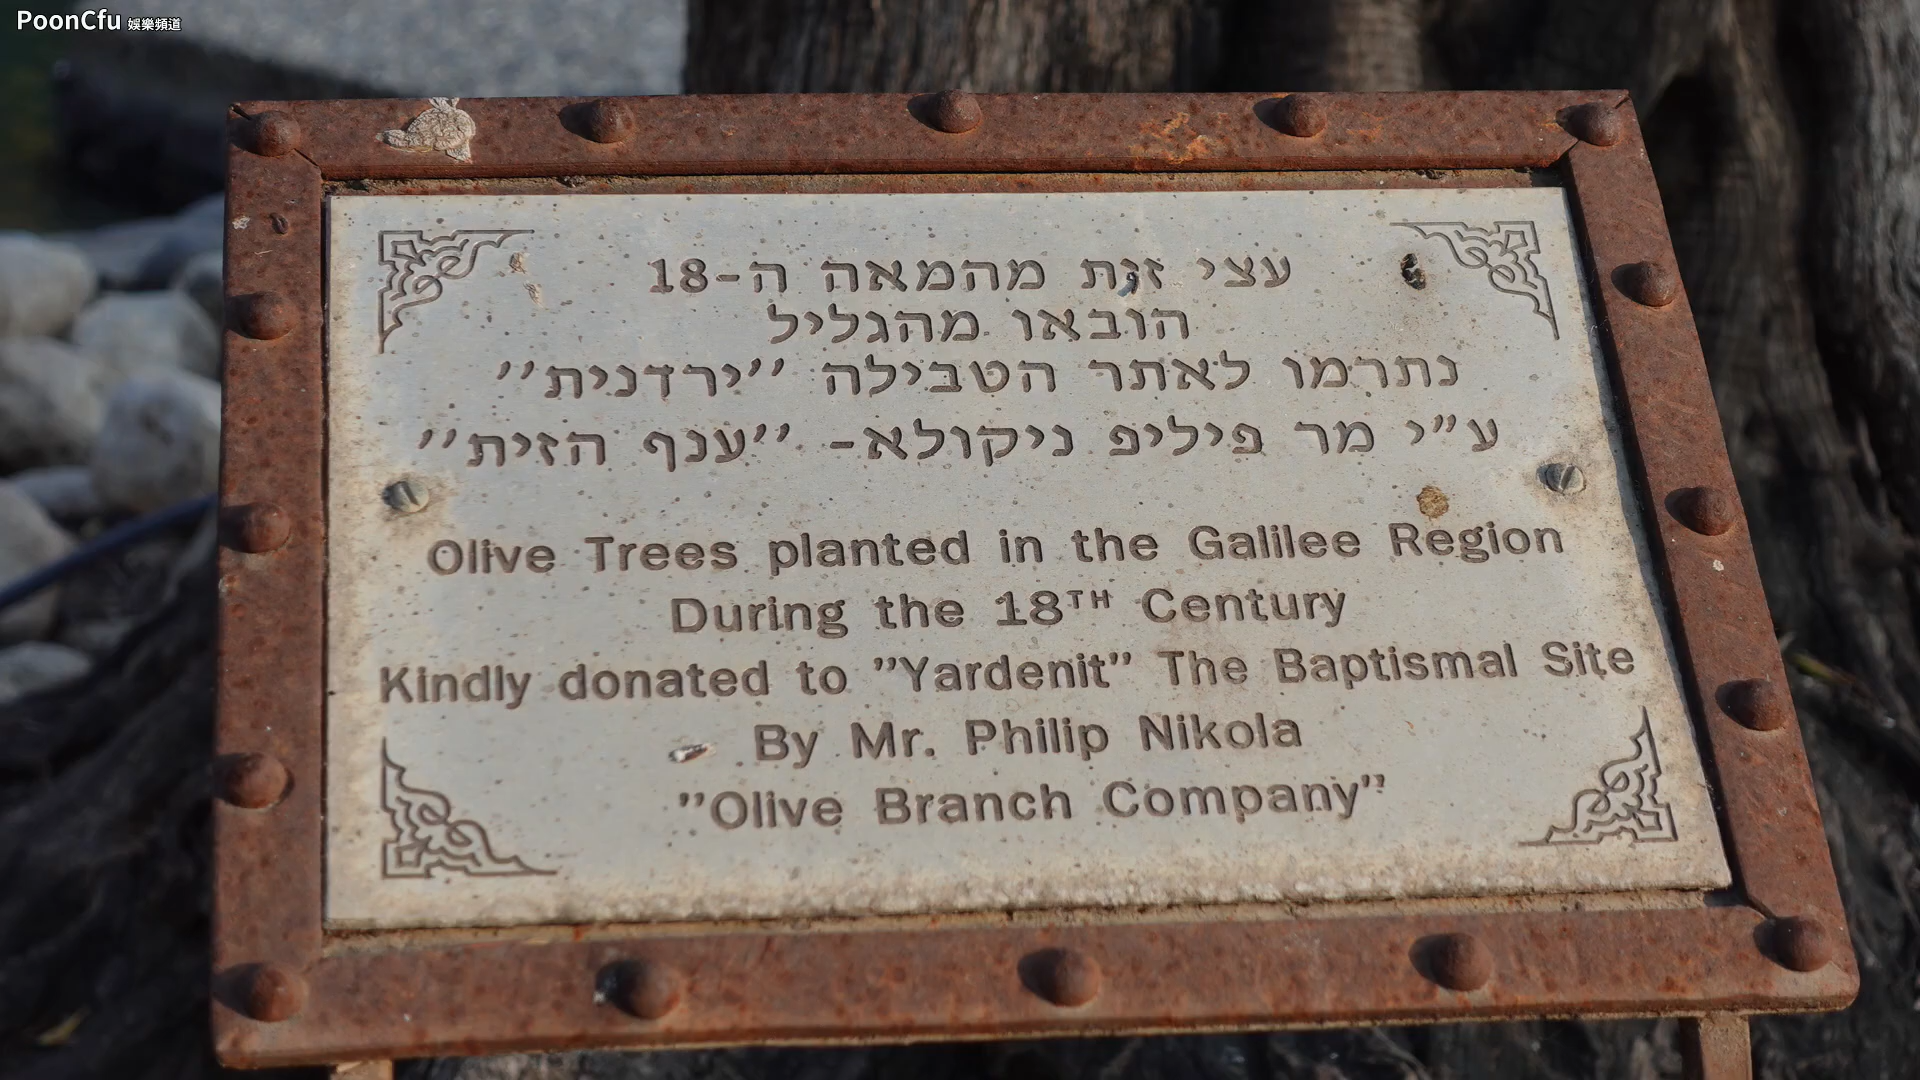 PoonCfu 娛樂頻道
עצי זית מהמאה ה-18
הובאו מהגליל
נתרמו לאתר הטבילה ''ירדנית''
ע"י מר פיליפ ניקולא- ''ענף הזית''
Olive Trees planted in the Galilee Region
During the 18TH Century
Kindly donated to "Yardenit" The Baptismal Site
By Mr. Philip Nikola
"Olive Branch Company"